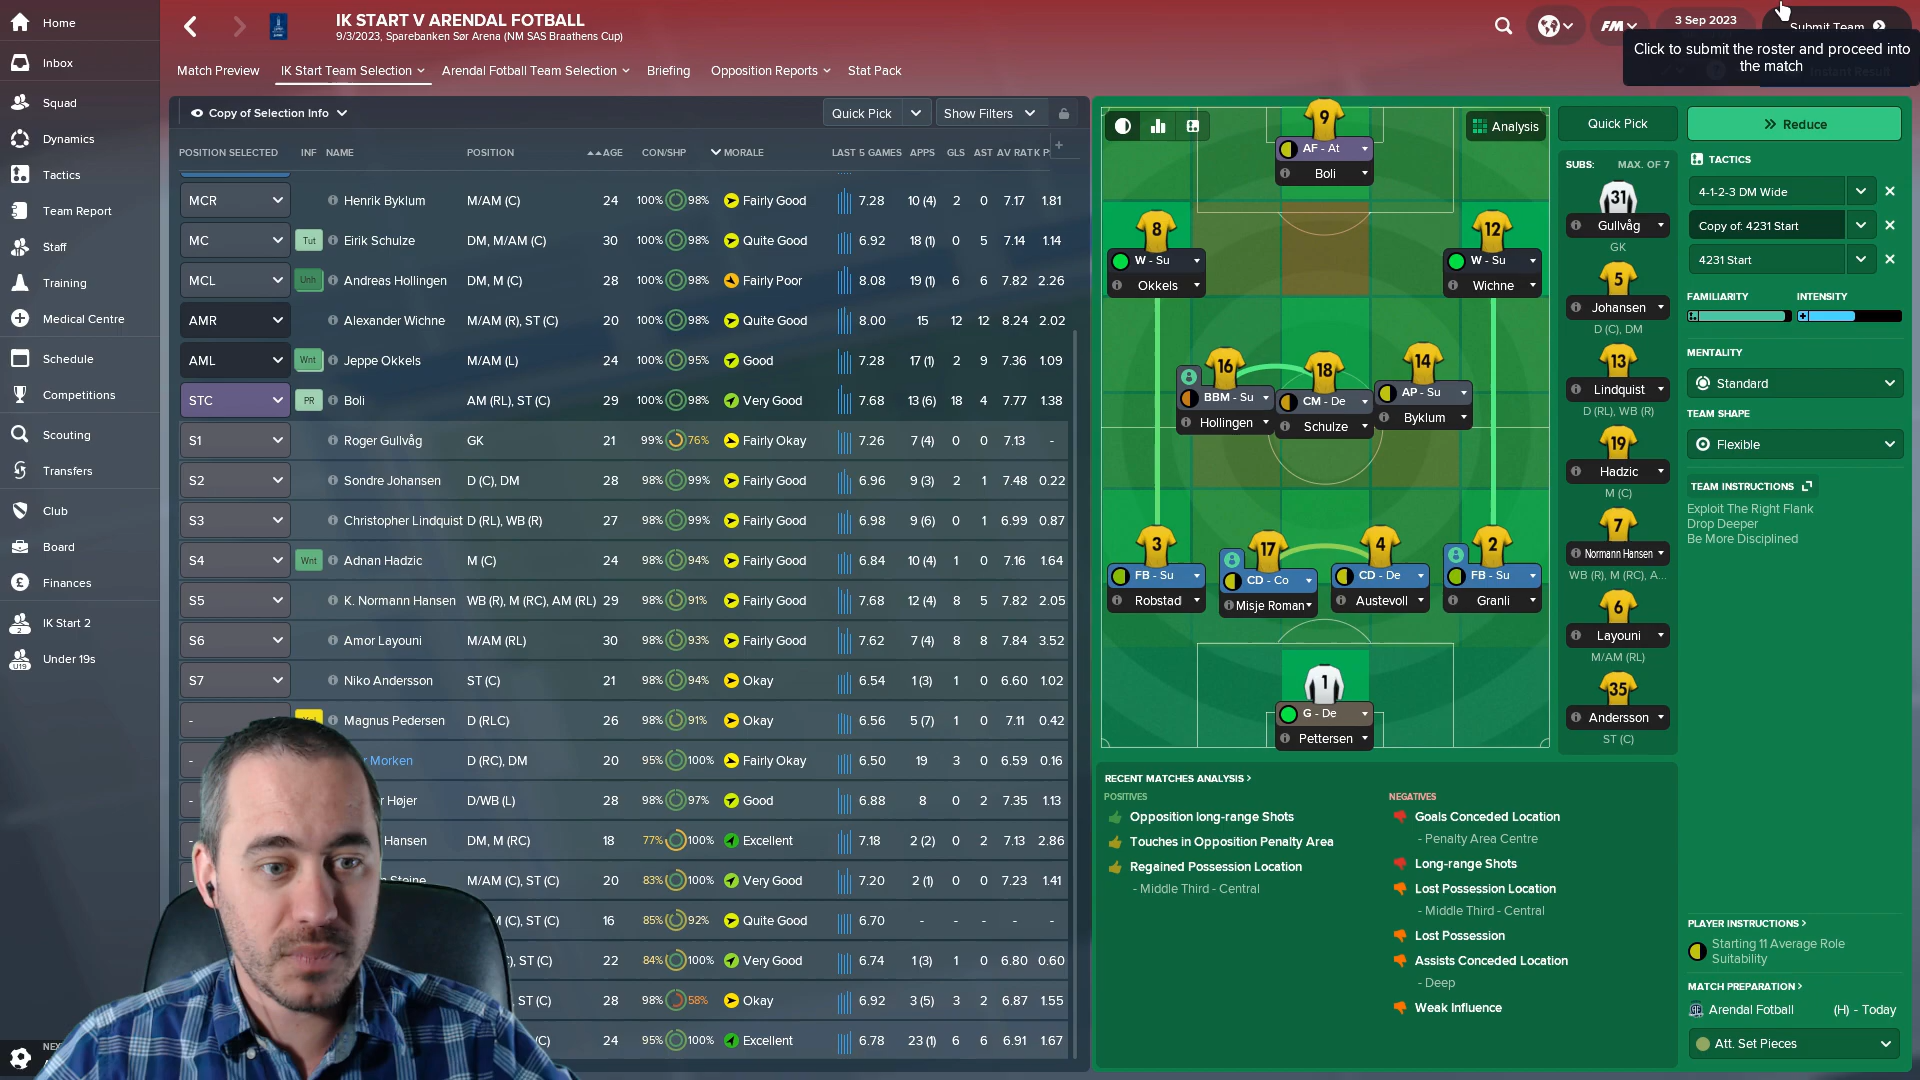 Home
Inbox
Squad
Dynamics
Tactics
Team Report
Staff
Training
Medical Centre
Schedule
Competitions
Scouting
Transfers
Club
Board
Finances
IK Start 2
Under 19s
IK START V ARENDAL FOTBALL
9/3/2023, Sparebanken Sør Arena (NM SAS Braathens Cup)
FM
3 Sep 2023
Submit Team
Click to submit the roster and proceed into
the match
Match Preview
IK Start Team Selection
Arendal Fotball Team Selection
Briefing
Opposition Reports
Stat Pack
Copy of Selection Info
Quick Pick
Show Filters
POSITION SELECTED INF NAME POSITION AGE CON/SHP MORALE LAST 5 GAMES APPS GLS AST AV RAT K P
MCR Henrik Byklum M/AM (C) 24 100% 98% Fairly Good 7.28 10 (4) 2 0 7.17 1.81
MC Tut Eirik Schulze DM, M/AM (C) 30 100% 98% Quite Good 6.92 18 (1) 0 5 7.14 1.14
MCL Unh Andreas Hollingen DM, M (C) 28 100% 98% Fairly Poor 8.08 19 (1) 6 6 7.82 2.26
AMR Alexander Wichne M/AM (R), ST (C) 20 100% 98% Quite Good 8.00 15 12 12 8.24 2.02
AML Wnt Jeppe Okkels M/AM (L) 24 100% 95% Good 7.28 17 (1) 2 9 7.36 1.09
STC PR Boli AM (RL), ST (C) 29 100% 98% Very Good 7.68 13 (6) 18 4 7.77 1.38
S1 Roger Gullvåg GK 21 99% 76% Fairly Okay 7.26 7 (4) 0 0 7.13 -
S2 Sondre Johansen D (C), DM 28 98% 99% Fairly Good 6.96 9 (3) 2 1 7.48 0.22
S3 Christopher Lindquist D (RL), WB (R) 27 98% 99% Fairly Good 6.98 9 (6) 0 1 6.99 0.87
S4 Wnt Adnan Hadzic M (C) 24 98% 94% Fairly Good 6.84 10 (4) 1 0 7.16 1.64
S5 K. Normann Hansen WB (R), M (RC), AM (RL) 29 98% 91% Fairly Good 7.68 12 (4) 8 5 7.82 2.05
S6 Amor Layouni M/AM (RL) 30 98% 93% Fairly Good 7.62 7 (4) 8 8 7.84 3.52
S7 Niko Andersson ST (C) 21 98% 94% Okay 6.54 1 (3) 1 0 6.60 1.02
- Magnus Pedersen D (RLC) 26 98% 91% Okay 6.56 5 (7) 1 0 7.11 0.42
- Morken D (RC), DM 20 95% 100% Fairly Okay 6.50 19 3 0 6.59 0.16
- Højer D/WB (L) 28 98% 97% Good 6.88 8 0 2 7.35 1.13
- Hansen DM, M (RC) 18 77% 100% Excellent 7.18 2 (2) 0 2 7.13 2.86
- Steine M/AM (C), ST (C) 20 83% 100% Very Good 7.20 2 (1) 0 0 7.23 1.41
(C), ST (C) 16 85% 92% Quite Good 6.70 - - - - -
, ST (C) 22 84% 100% Very Good 6.74 1 (3) 1 0 6.80 0.60
, ST (C) 28 98% 58% Okay 6.92 3 (5) 3 2 6.87 1.55
(C) 24 95% 100% Excellent 6.78 23 (1) 6 6 6.91 1.67
Analysis
9
AF - At
Boli
8
W - Su
Okkels
12
W - Su
Wichne
16
BBM - Su
Hollingen
18
CM - De
Schulze
14
AP - Su
Byklum
3
FB - Su
Robstad
17
CD - Co
Misje Roman
4
CD - De
Austevoll
2
FB - Su
Granli
1
G - De
Pettersen
Quick Pick
SUBS: MAX. OF 7
31
Gullvåg
GK
5
Johansen
D (C), DM
13
Lindquist
D (RL), WB (R)
19
Hadzic
M (C)
7
Normann Hansen
WB (R), M (RC), A...
6
Layouni
M/AM (RL)
35
Andersson
ST (C)
Reduce
TACTICS
4-1-2-3 DM Wide
Copy of: 4231 Start
4231 Start
FAMILIARITY INTENSITY
MENTALITY
Standard
TEAM SHAPE
Flexible
TEAM INSTRUCTIONS
Exploit The Right Flank
Drop Deeper
Be More Disciplined
PLAYER INSTRUCTIONS >
Starting 11 Average Role
Suitability
MATCH PREPARATION >
Arendal Fotball (H) - Today
Att. Set Pieces
RECENT MATCHES ANALYSIS >
POSITIVES
Opposition long-range Shots
Touches in Opposition Penalty Area
Regained Possession Location
- Middle Third - Central
NEGATIVES
Goals Conceded Location
- Penalty Area Centre
Long-range Shots
Lost Possession Location
- Middle Third - Central
Lost Possession
Assists Conceded Location
- Deep
Weak Influence